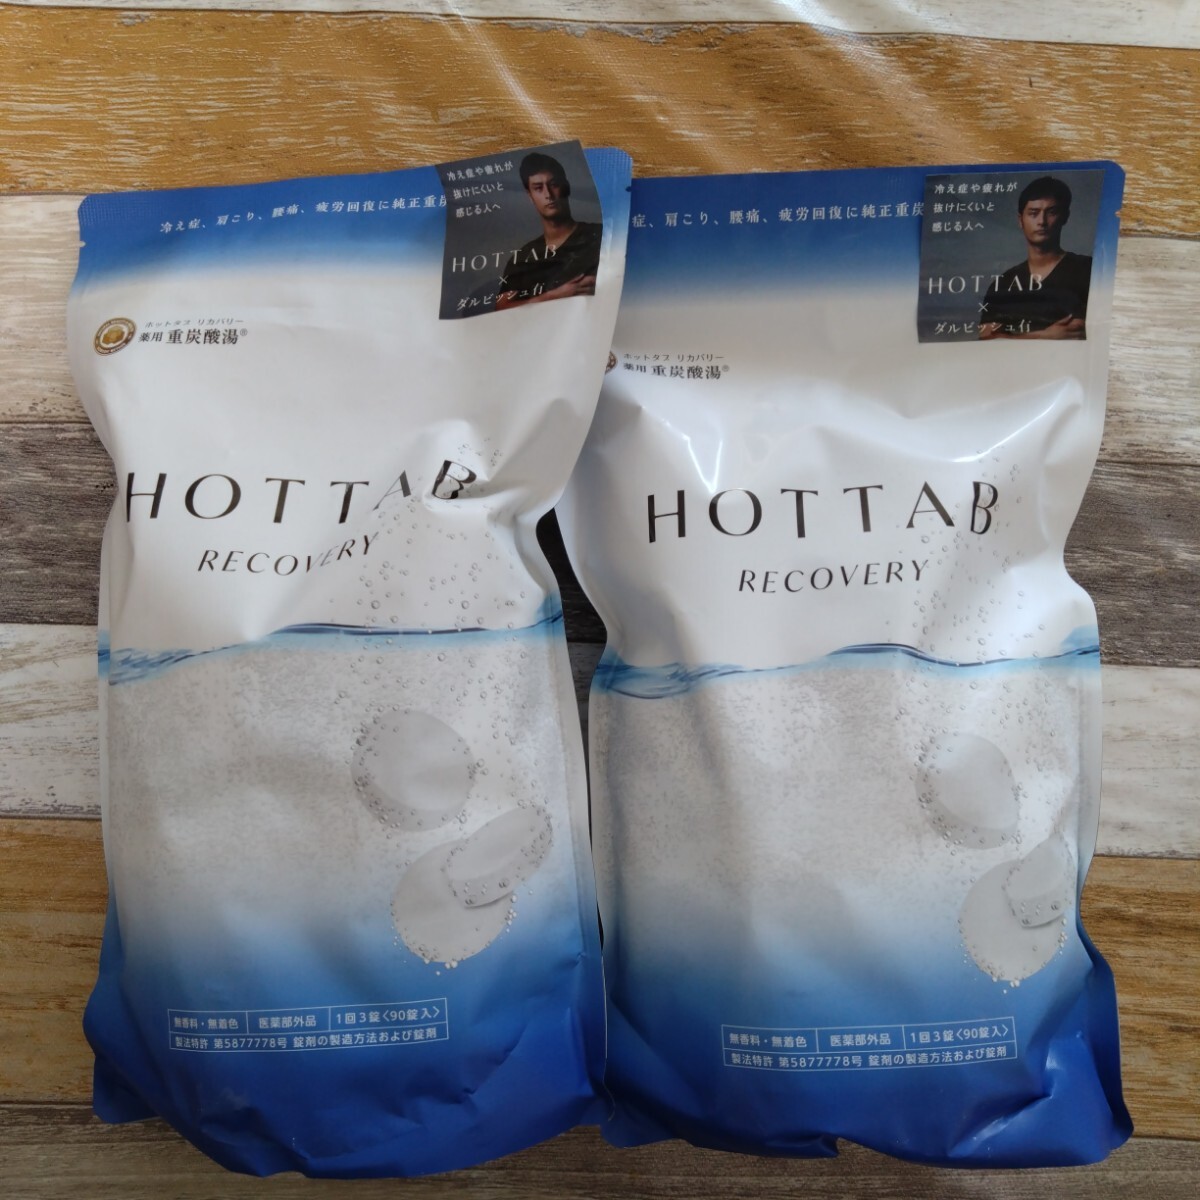 冷え症、肩こり、腰痛、疲労回復に純正重炭
冷え症や疲れが
抜けにくいと
感じる人へ
HOTTAB
×
ダルビッシュ有
ホットタブ リカバリー
薬用 重炭酸湯®
HOTTAB
RECOVERY
無香料・無着色 医薬部外品 1回3錠〈90錠入〉
製法特許 第5877778号 錠剤の製造方法および錠剤
症、肩こり、腰痛、疲労回復に純正重炭
冷え症や疲れが
抜けにくいと
感じる人へ
HOTTAB
×
ダルビッシュ有
ホットタブ リカバリー
薬用 重炭酸湯®
HOTTAB
RECOVERY
無香料・無着色 医薬部外品 1回3錠〈90錠入〉
製法特許 第5877778号 錠剤の製造方法および錠剤